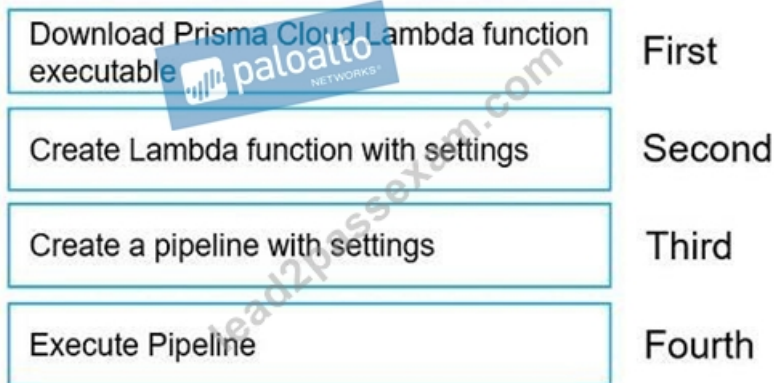 Download Prisma Cloud Lambda function
executable
paloalto
NETWORKS
First
Create Lambda function with settings
Second
Create a pipeline with settings
Third
Execute Pipeline
Fourth
lead2passexam.com